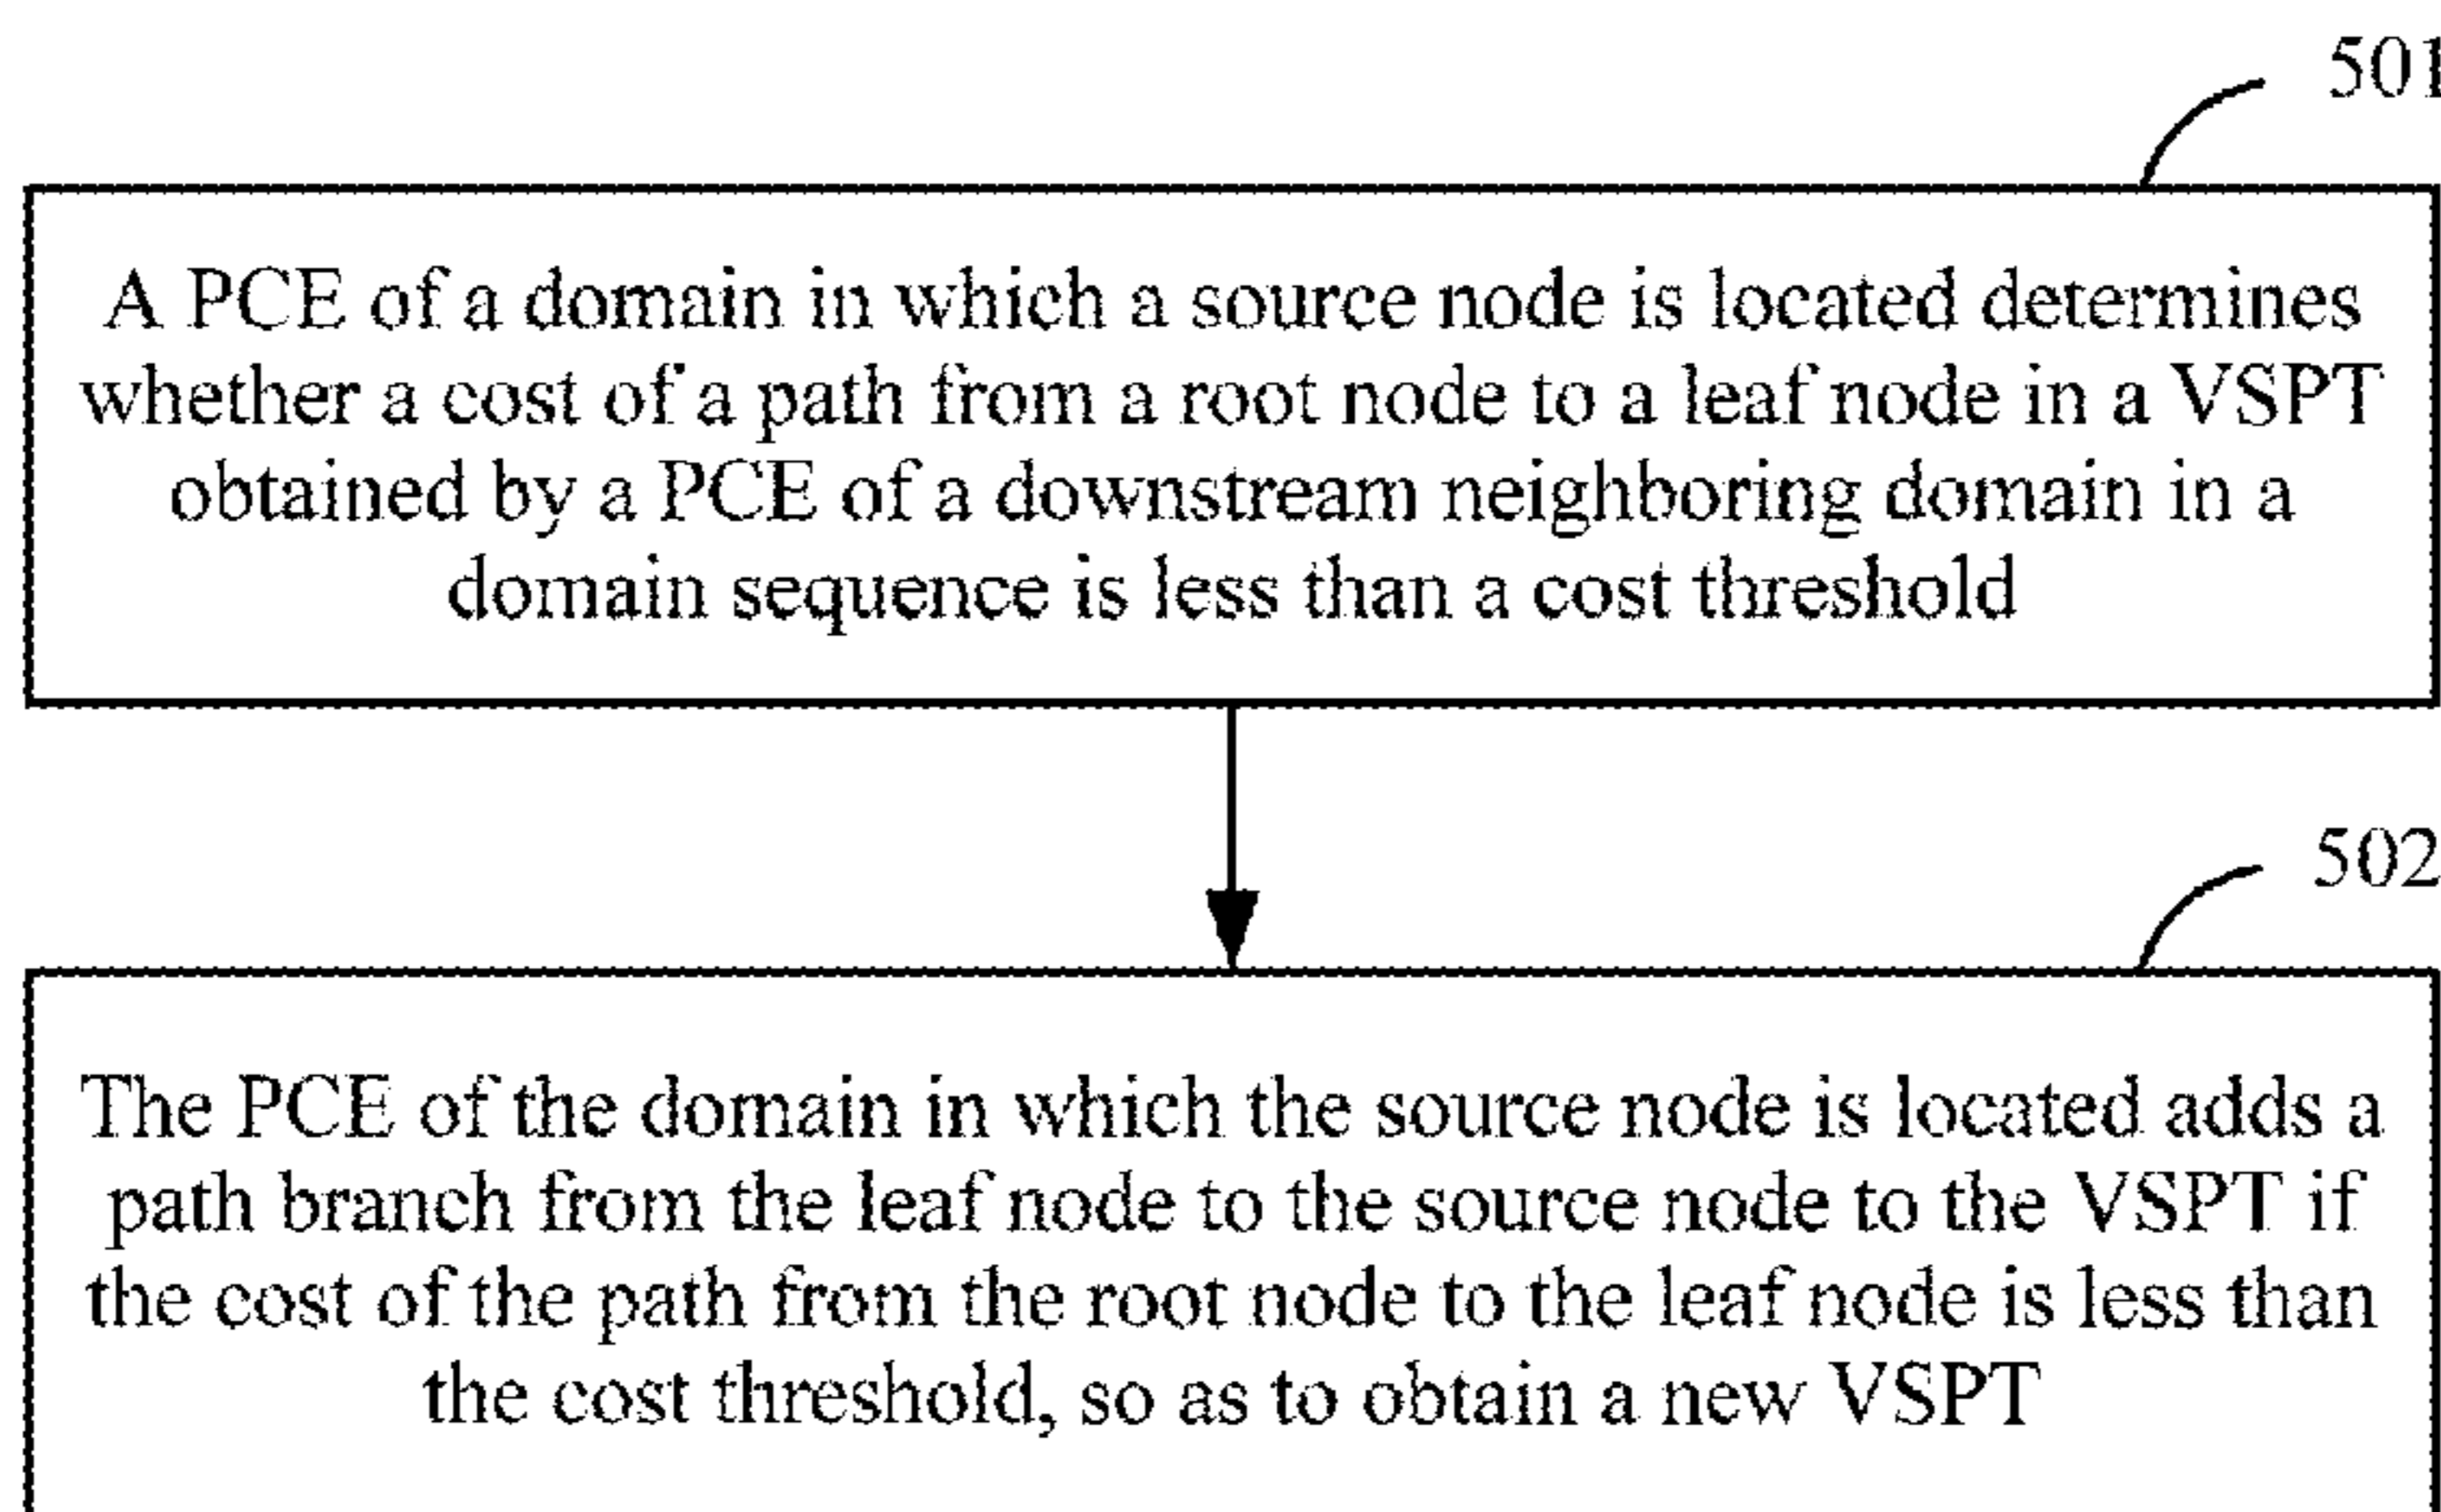 501
A PCE of a domain in which a source node is located determines
whether a cost of a path from a root node to a leaf node in a VSPT
obtained by a PCE of a downstream neighboring domain in a
domain sequence is less than a cost threshold
502
The PCE of the domain in which the source node is located adds a
path branch from the leaf node to the source node to the VSPT if
the cost of the path from the root node to the leaf node is less than
the cost threshold, so as to obtain a new VSPT